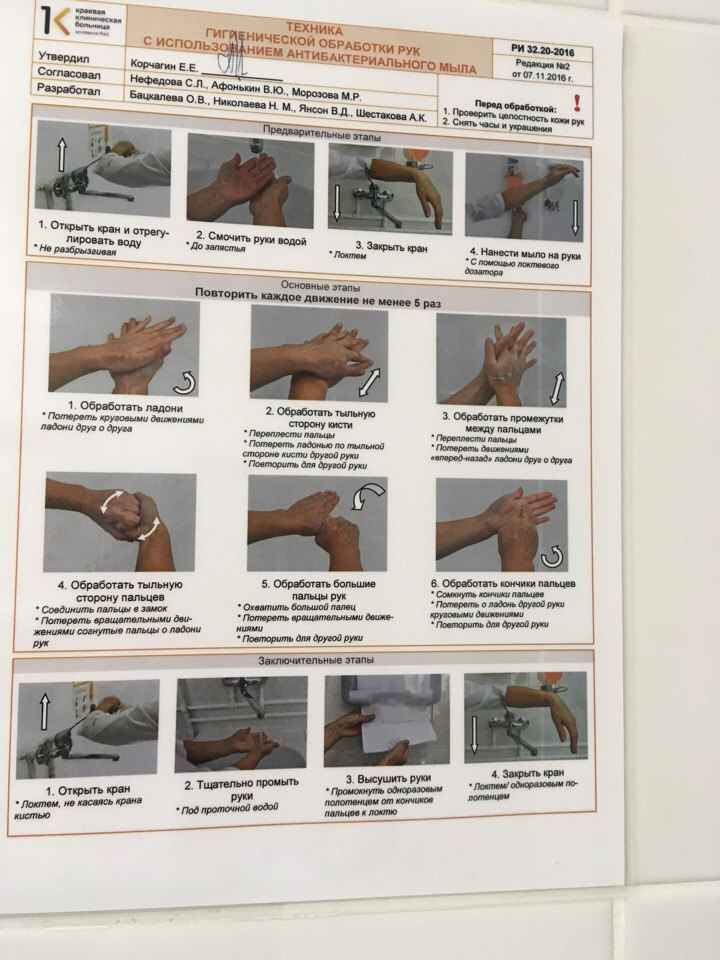 краевая
клиническая
больница
ТЕХНИКА
ГИГИЕНИЧЕСКОЙ ОБРАБОТКИ РУК
С ИСПОЛЬЗОВАНИЕМ АНТИБАКТЕРИАЛЬНОГО МЫЛА
РИ 32.20-2016
Редакция №2
от 07.11.2016 г.
Утвердил
Корчагин Е.Е.
Согласовал
Нефедова С.Л., Афонькин В.Ю., Морозова М.Р.
Разработал
Бацкалева О.В., Николаева Н. М., Янсон В.Д., Шестакова А.К.
Перед обработкой:
1. Проверить целостность кожи рук
2. Снять часы и украшения
!
Предварительные этапы
1. Открыть кран и отрегу-
лировать воду
* Не разбрызгивая
2. Смочить руки водой
* До запястья
3. Закрыть кран
* Локтем
4. Нанести мыло на руки
* С помощью локтевого
дозатора
Основные этапы
Повторить каждое движение не менее 5 раз
1. Обработать ладони
* Потереть круговыми движениями
ладони друг о друга
2. Обработать тыльную
сторону кисти
* Переплести пальцы
* Потереть ладонью по тыльной
стороне кисти другой руки
* Повторить для другой руки
3. Обработать промежутки
между пальцами
* Переплести пальцы
* Потереть движениями
«вперед-назад» ладони друг о друга
4. Обработать тыльную
сторону пальцев
* Соединить пальцы в замок
* Потереть вращательными дви-
жениями согнутые пальцы о ладони
рук
5. Обработать большие
пальцы рук
* Охватить большой палец
* Потереть вращательными движе-
ниями
* Повторить для другой руки
6. Обработать кончики пальцев
* Сомкнуть кончики пальцев
* Потереть о ладонь другой руки
круговыми движениями
* Повторить для другой руки
Заключительные этапы
1. Открыть кран
* Локтем, не касаясь крана
кистью
2. Тщательно промыть
руки
* Под проточной водой
3. Высушить руки
* Промокнуть одноразовым
полотенцем от кончиков
пальцев к локтю
4. Закрыть кран
* Локтем/ одноразовым по-
лотенцем